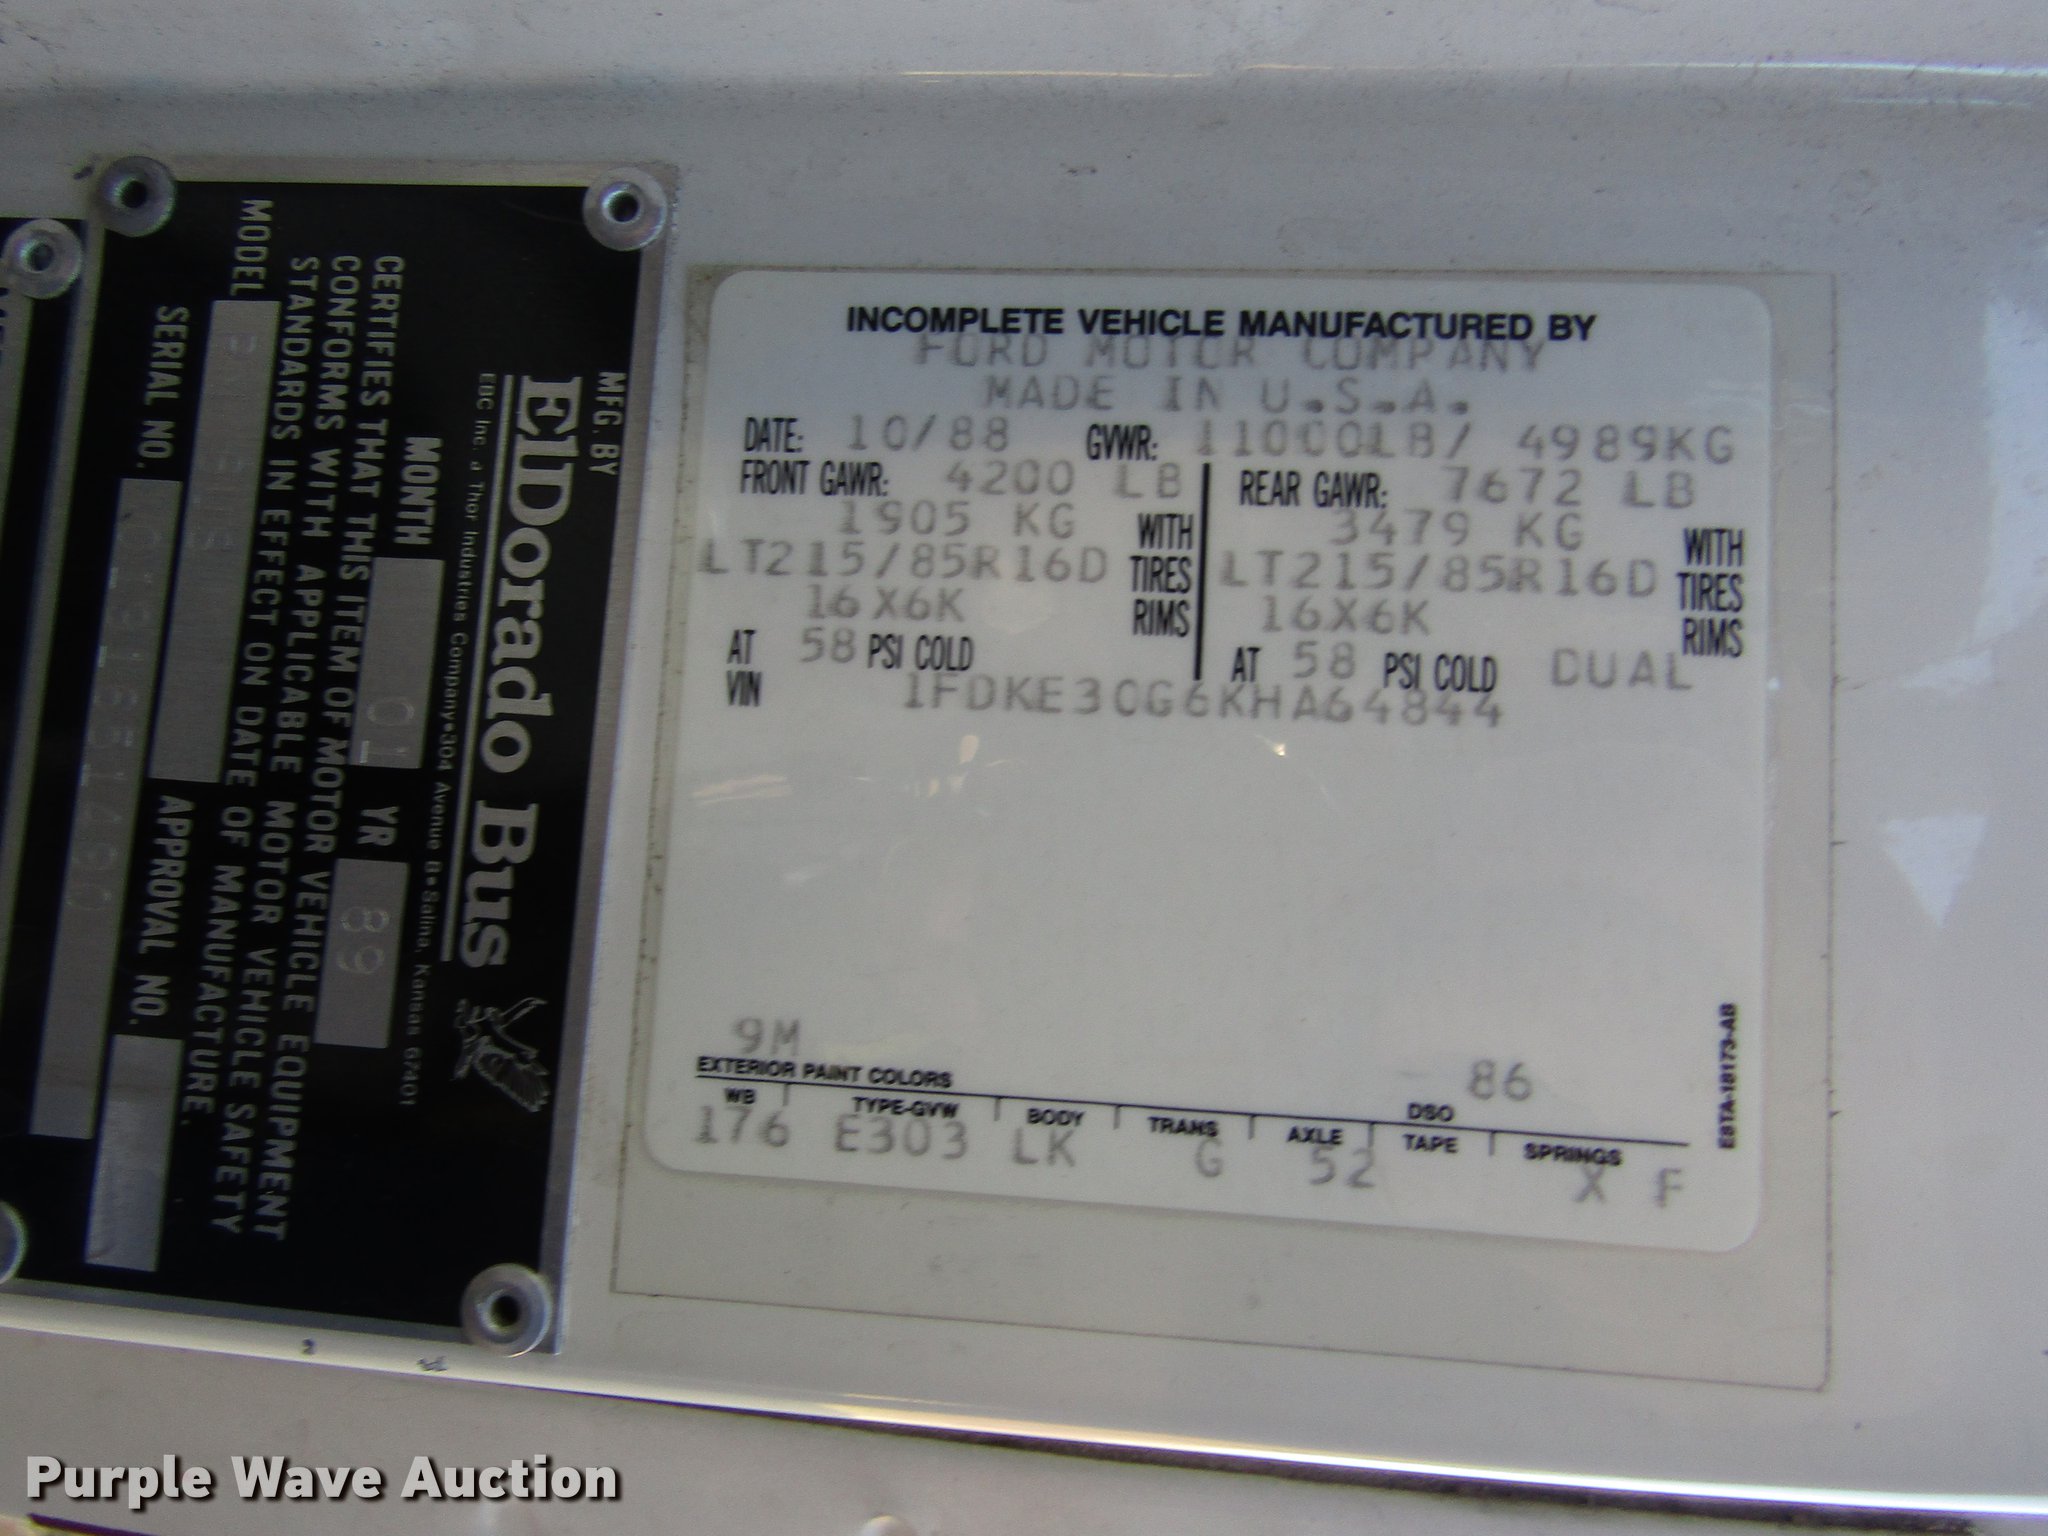 MFG. BY
ElDorado Bus
EDC Inc. a Thor Industries Company•304 Avenue B•Salina, Kansas 67401
MONTH 01 YR 89
CERTIFIES THAT THIS ITEM OF MOTOR VEHICLE EQUIPMENT
CONFORMS WITH APPLICABLE MOTOR VEHICLE SAFETY
STANDARDS IN EFFECT ON DATE OF MANUFACTURE.
MODEL
SERIAL NO.
APPROVAL NO.
INCOMPLETE VEHICLE MANUFACTURED BY
FORD MOTOR COMPANY
MADE IN U.S.A.
DATE: 10/88 GVWR: 11000LB/ 4989KG
FRONT GAWR: 4200 LB REAR GAWR: 7672 LB
1905 KG WITH 3479 KG WITH
LT215/85R16D TIRES LT215/85R16D TIRES
16X6K RIMS 16X6K RIMS
AT 58 PSI COLD AT 58 PSI COLD DUAL
VIN 1FDKE30G6KHA64844
9M
EXTERIOR PAINT COLORS 86
DSO
WB TYPE-GVW BODY TRANS AXLE TAPE SPRINGS
176 E303 LK G 52 X F
E8TA-18173-AB
Purple Wave Auction